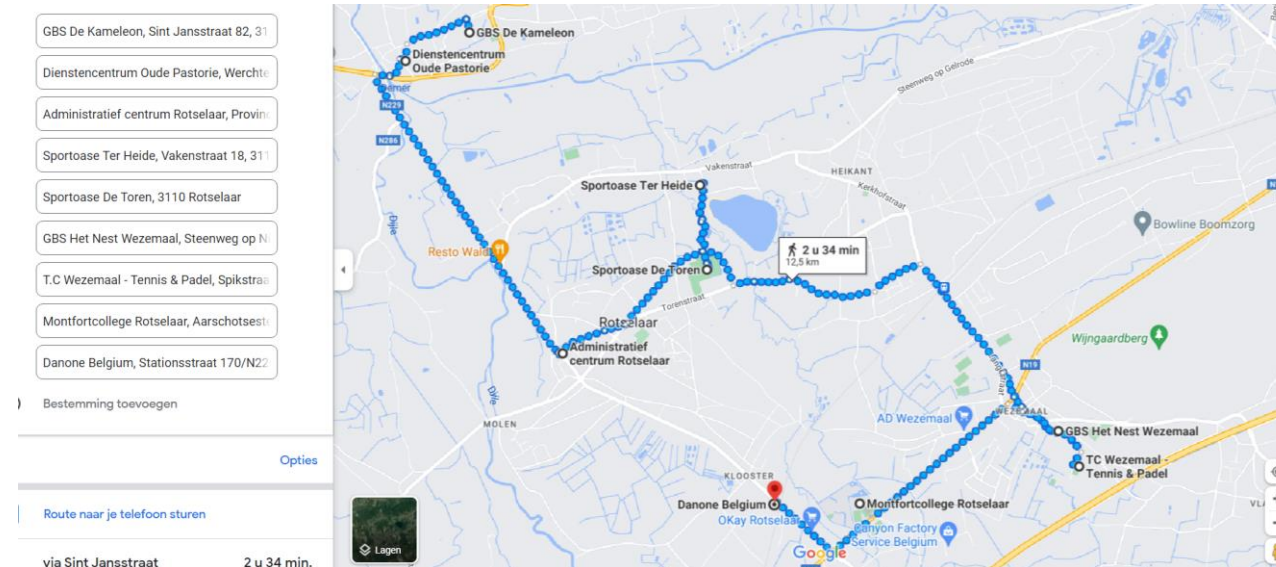 GBS De Kameleon, Sint Jansstraat 82, 31
Dienstencentrum Oude Pastorie, Werchte
Administratief centrum Rotselaar, Provinc
Sportoase Ter Heide, Vakenstraat 18, 311
Sportoase De Toren, 3110 Rotselaar
GBS Het Nest Wezemaal, Steenweg op N
T.C Wezemaal - Tennis & Padel, Spikstraa
Montfortcollege Rotselaar, Aarschotseste
Danone Belgium, Stationsstraat 170/N22
Bestemming toevoegen
Opties
Route naar je telefoon sturen
via Sint Jansstraat 2 u 34 min.
GBS De Kameleon
Dienstencentrum
Oude Pastorie
Demer
N229
N286
Steenweg op Gelrode
Vakenstraat
HEIKANT
Sportoase Ter Heide
Kerkhofstraat
Dijle
Bowline Boomzorg
Resto Wald
2 u 34 min
12,5 km
Sportoase De Toren
Torenstraat
Rotselaar
Administratief
centrum Rotselaar
Wijngaardberg
N19
Dijle
MOLEN
AD Wezemaal
WEZEMAAL
GBS Het Nest Wezemaal
TC Wezemaal -
Tennis & Padel
KLOOSTER
Danone Belgium
Montfortcollege Rotselaar
OKay Rotselaar
Canyon Factory
Service Belgium
Google
Lagen